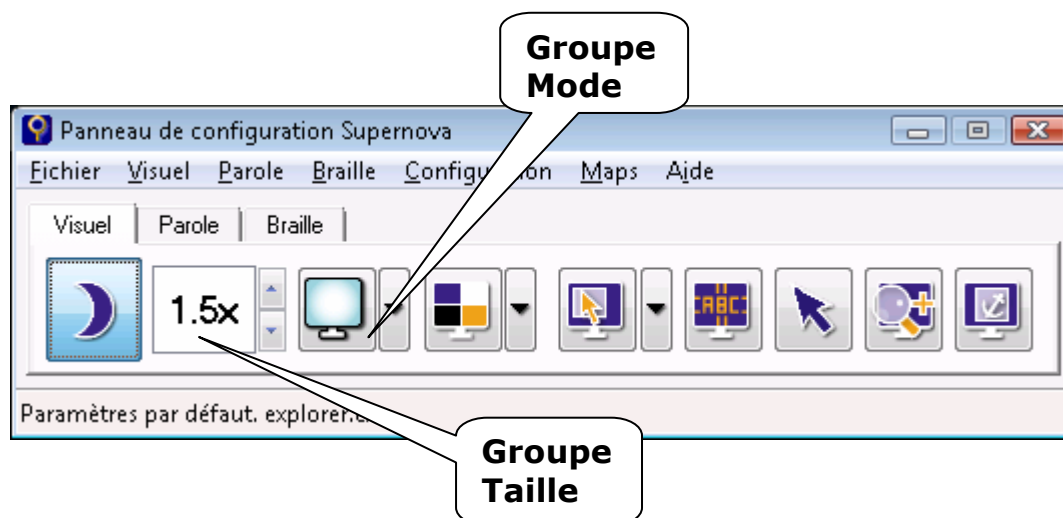 Groupe
Mode
Panneau de configuration Supernova
Fichier Visuel Parole Braille Configuration Maps Aide
Visuel Parole Braille
1.5x
ABC
Paramètres par défaut. explorer.
Groupe
Taille